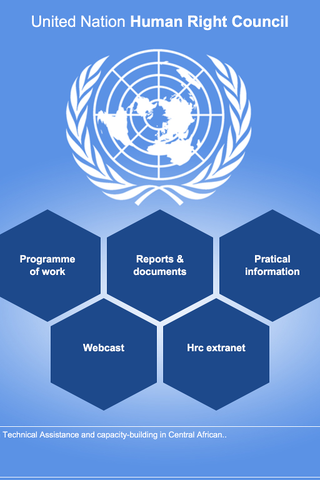 United Nation Human Right Council
Programme
of work
Reports &
documents
Pratical
information
Webcast
Hrc extranet
Technical Assistance and capacity-building in Central African..